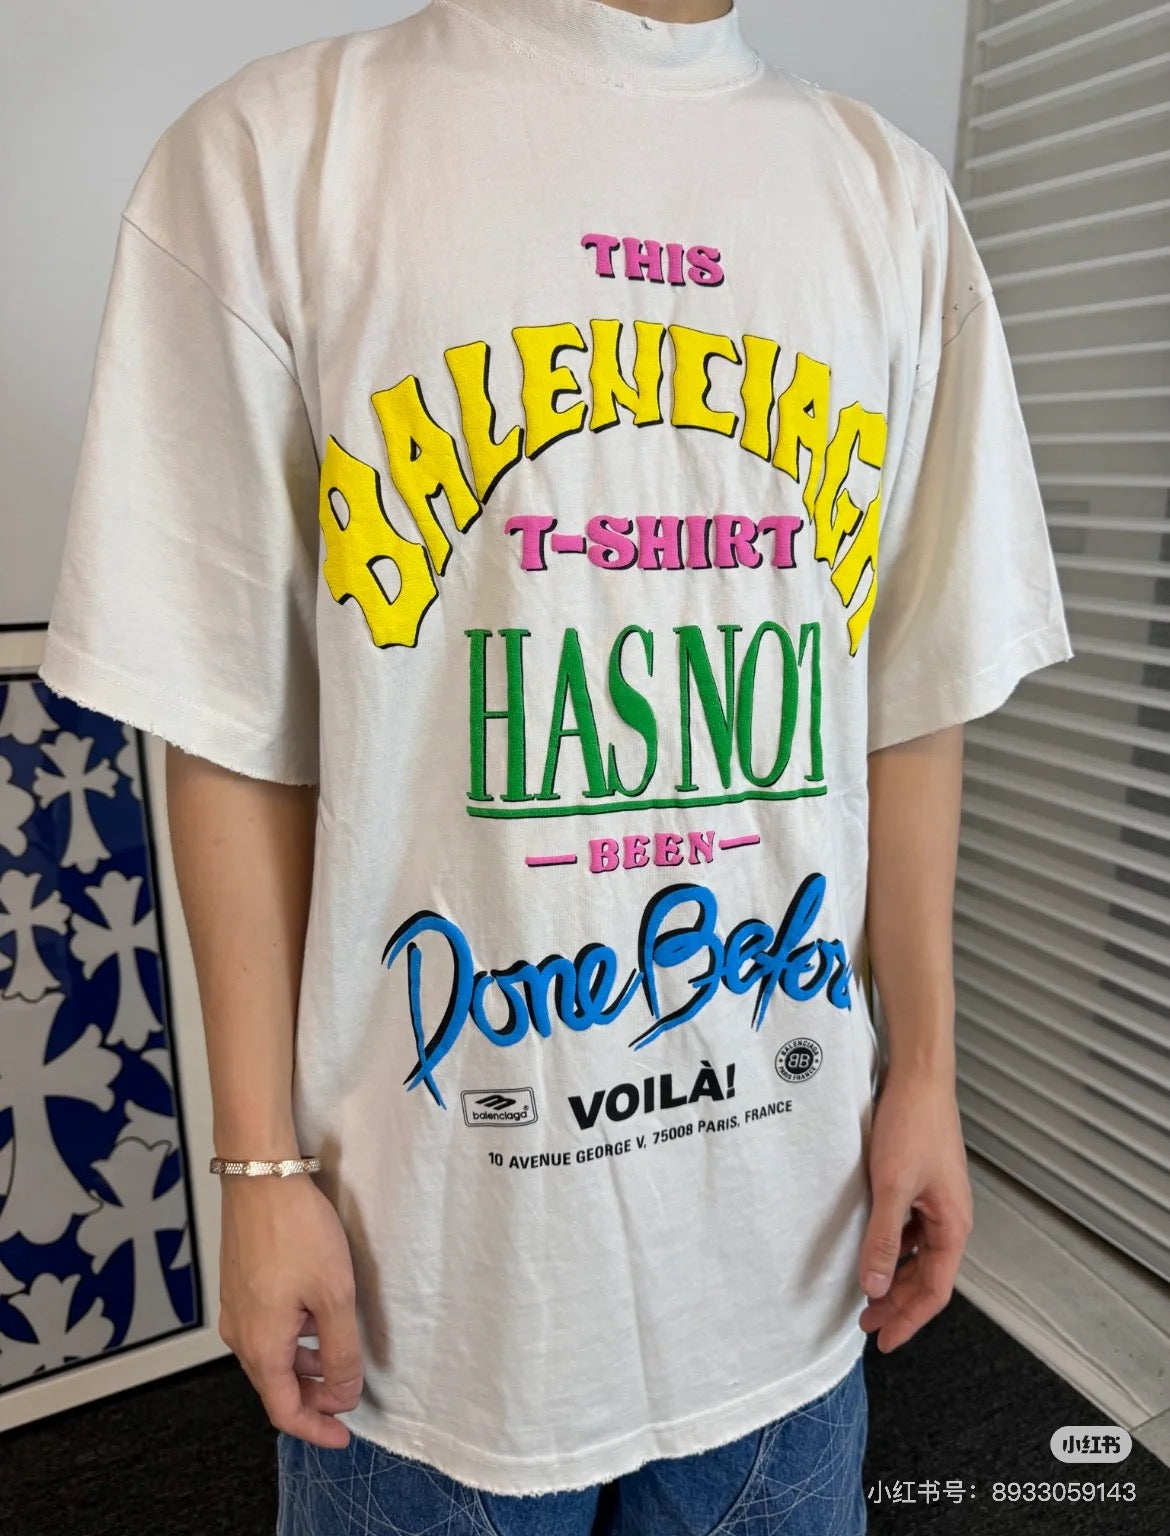 THIS
BALENCIAGA
T-SHIRT
HAS NOT
—BEEN—
Done Before
VOILÀ!
BALENCIAGA
BB
PARIS FRANCE
balenciaga®
10 AVENUE GEORGE V, 75008 PARIS, FRANCE
小红书
小红书号：8933059143